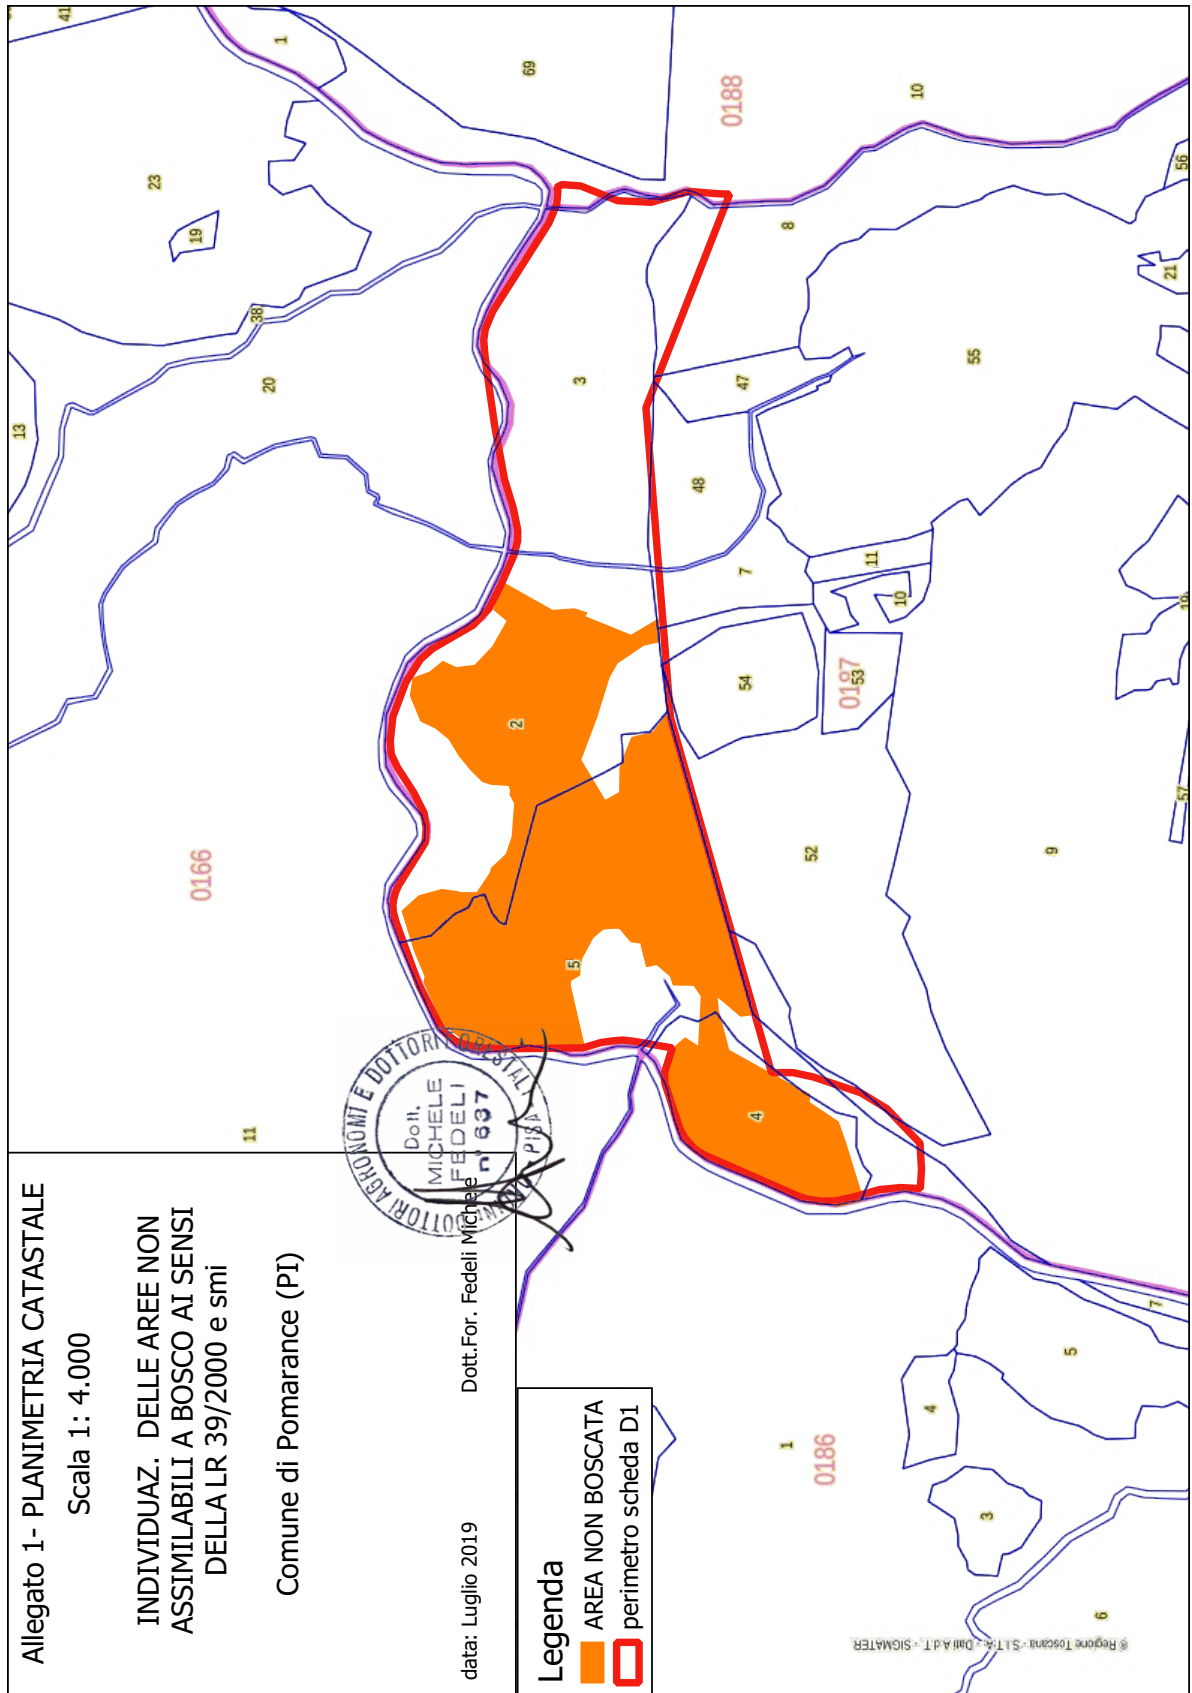 Allegato 1- PLANIMETRIA CATASTALE
Scala 1: 4.000
INDIVIDUAZ. DELLE AREE NON
ASSIMILABILI A BOSCO AI SENSI
DELLA LR 39/2000 e smi
Comune di Pomarance (PI)
data: Luglio 2019
Dott.For. Fedeli Michele
Legenda
AREA NON BOSCATA
perimetro scheda D1
DOTTORI AGRONOMI E DOTTORI FORESTALI
PISA
Dott.
MICHELE
FEDELI
n° 637
® Regione Toscana - S.I.T.A. - Dati A.d.T. - SIGMATER
41
1
69
0188
10
56
23
19
8
21
38
20
13
3
47
55
48
7
11
10
19
2
54
0187
53
57
0166
52
9
5
11
4
7
5
4
1
0186
3
6